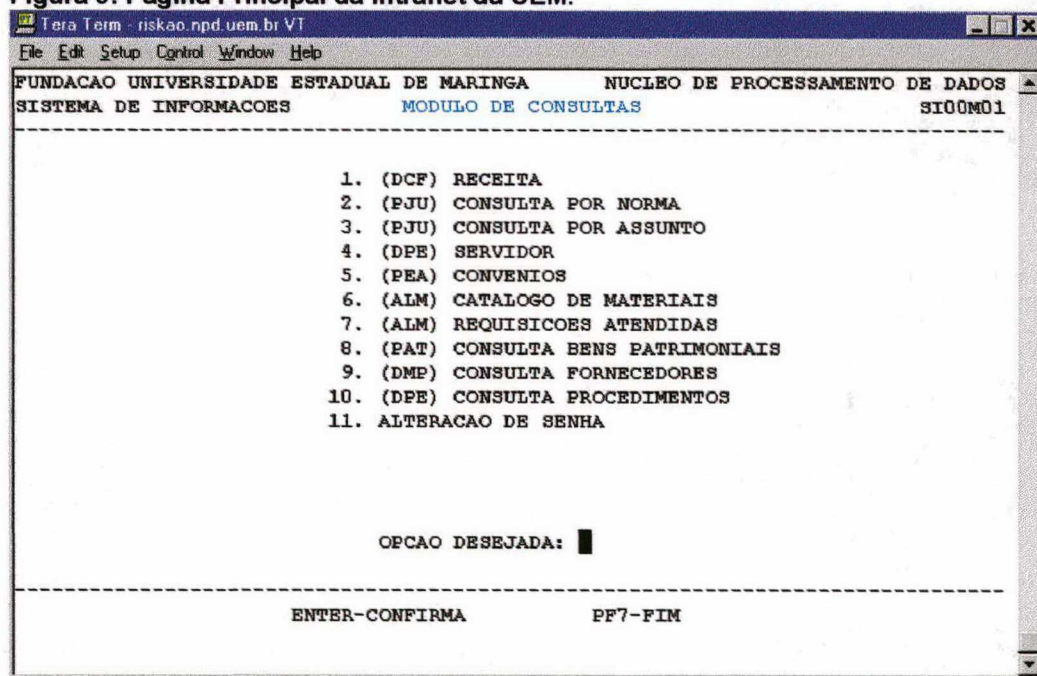 Figura 9: Página Principal da Intranet da UEM.
Tera Term - riskao.npd.uem.br VT
File Edit Setup Control Window Help
FUNDACAO UNIVERSIDADE ESTADUAL DE MARINGA NUCLEO DE PROCESSAMENTO DE DADOS
SISTEMA DE INFORMACOES MODULO DE CONSULTAS SI00M01
1. (DCF) RECEITA
2. (PJU) CONSULTA POR NORMA
3. (PJU) CONSULTA POR ASSUNTO
4. (DPE) SERVIDOR
5. (PEA) CONVENIOS
6. (ALM) CATALOGO DE MATERIAIS
7. (ALM) REQUISICOES ATENDIDAS
8. (PAT) CONSULTA BENS PATRIMONIAIS
9. (DMP) CONSULTA FORNECEDORES
10. (DPE) CONSULTA PROCEDIMENTOS
11. ALTERACAO DE SENHA
OPCAO DESEJADA:
ENTER-CONFIRMA PF7-FIM